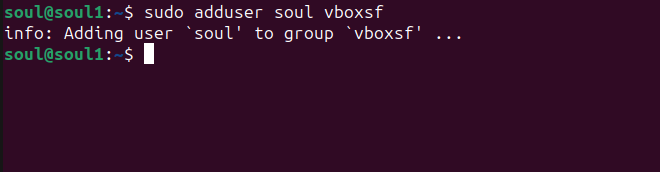 soul@soul1:~$ sudo adduser soul vboxsf
info: Adding user `soul' to group `vboxsf' ...
soul@soul1:~$